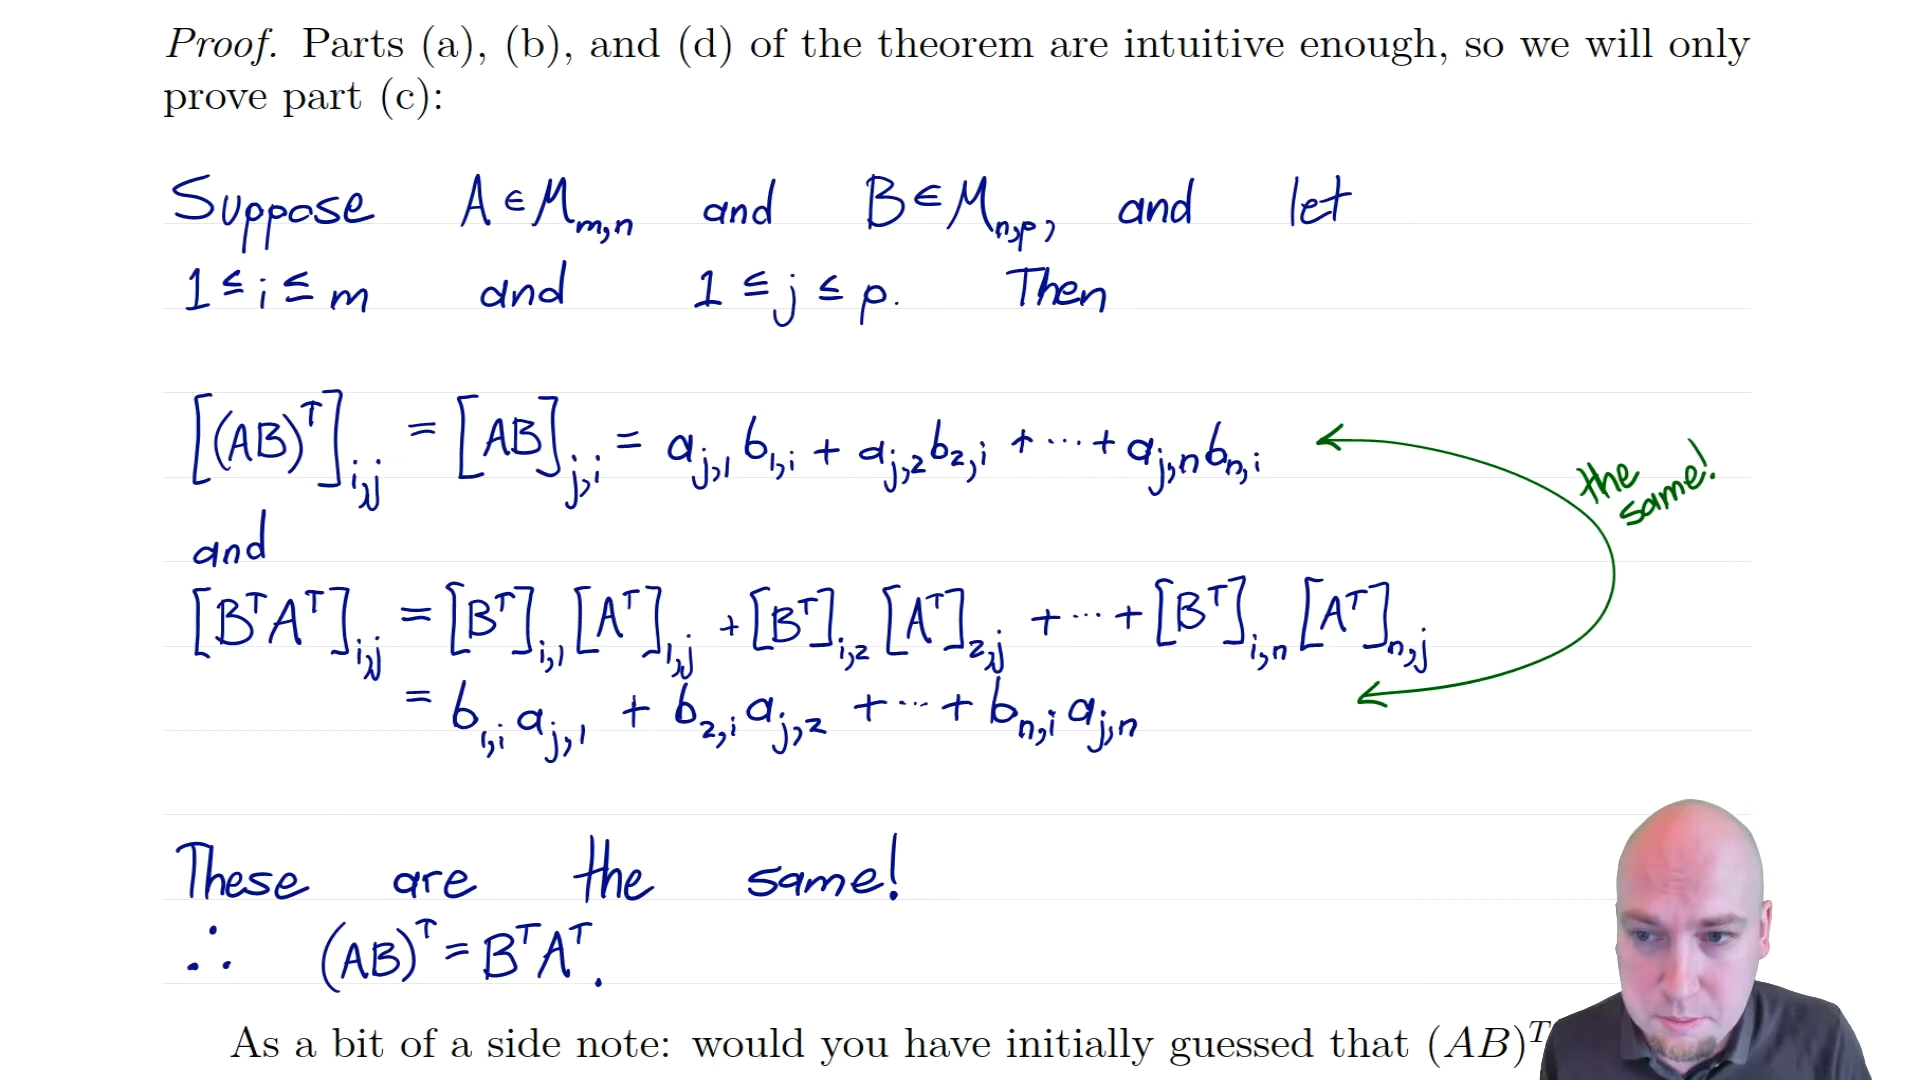 Proof. Parts (a), (b), and (d) of the theorem are intuitive enough, so we will only
prove part (c):
Suppose A ∈ M_{m,n} and B ∈ M_{n,p}, and let
1 ≤ i ≤ m and 1 ≤ j ≤ p. Then
[(AB)^T]_{i,j} = [AB]_{j,i} = a_{j,1} b_{1,i} + a_{j,2} b_{2,i} + ··· + a_{j,n} b_{n,i}
the
same!
and
[B^T A^T]_{i,j} = [B^T]_{i,1} [A^T]_{1,j} + [B^T]_{i,2} [A^T]_{2,j} + ··· + [B^T]_{i,n} [A^T]_{n,j}
= b_{1,i} a_{j,1} + b_{2,i} a_{j,2} + ··· + b_{n,i} a_{j,n}
These are the same!
∴ (AB)^T = B^T A^T.
As a bit of a side note: would you have initially guessed that (AB)^T